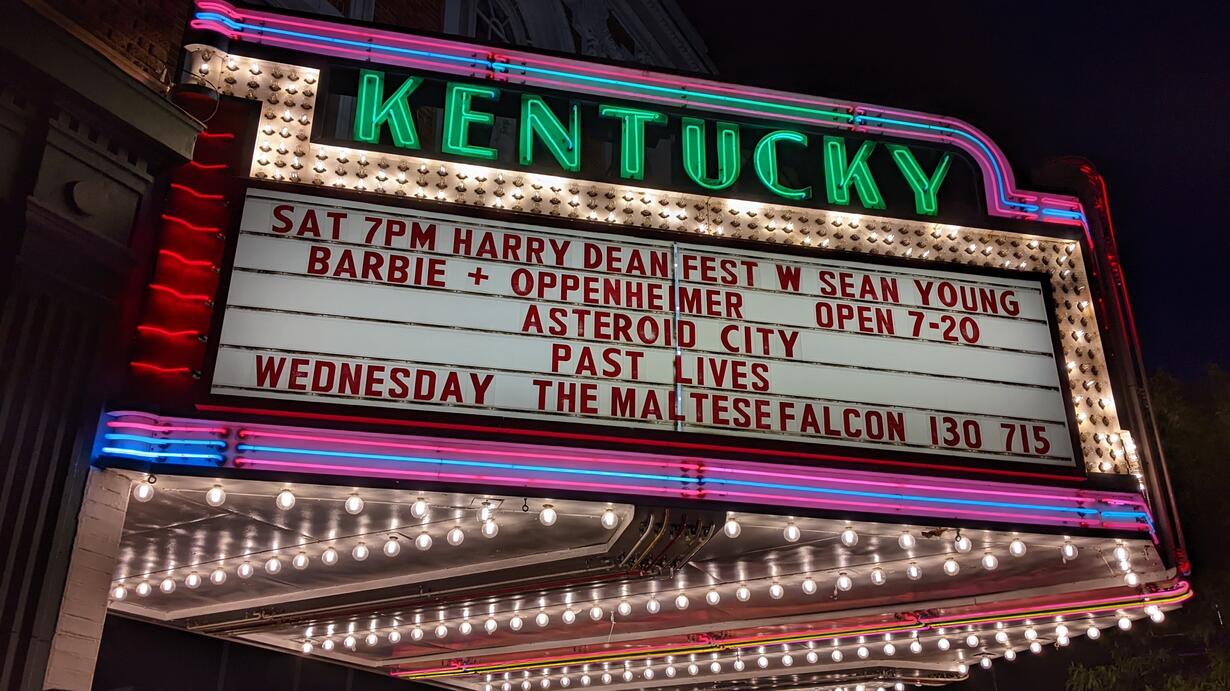 KENTUCKY
SAT 7PM HARRY DEAN FEST W SEAN YOUNG
BARBIE + OPPENHEIMER OPEN 7-20
ASTEROID CITY
PAST LIVES
WEDNESDAY THE MALTESE FALCON 130 715